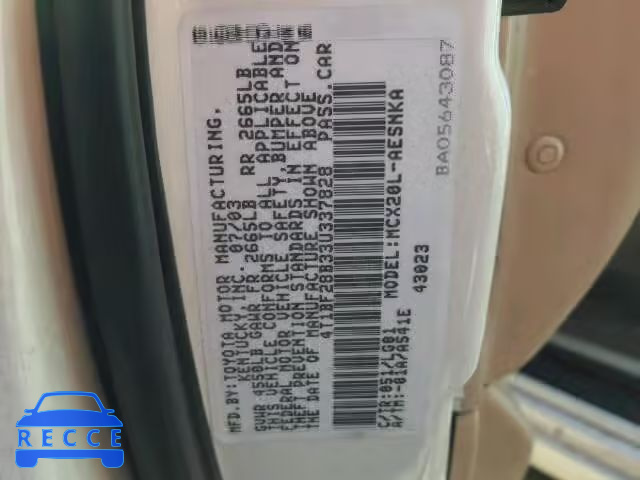 MFD.BY:TOYOTA MOTOR MANUFACTURING,
KENTUCKY, INC. 07/03
GVWR 4550LB GAWR FR 2665LB RR 2665LB
THIS VEHICLE CONFORMS TO ALL APPLICABLE
FEDERAL MOTOR VEHICLE SAFETY, BUMPER AND
THEFT PREVENTION STANDARDS IN EFFECT ON
THE DATE OF MANUFACTURE SHOWN ABOVE.
4T1BF28B33U337828 PASS.CAR
C/TR:051/LG01 MODEL:MCX20L-AESNKA
A/TM:-01A/A541E 43023
BA05643087
RECCE